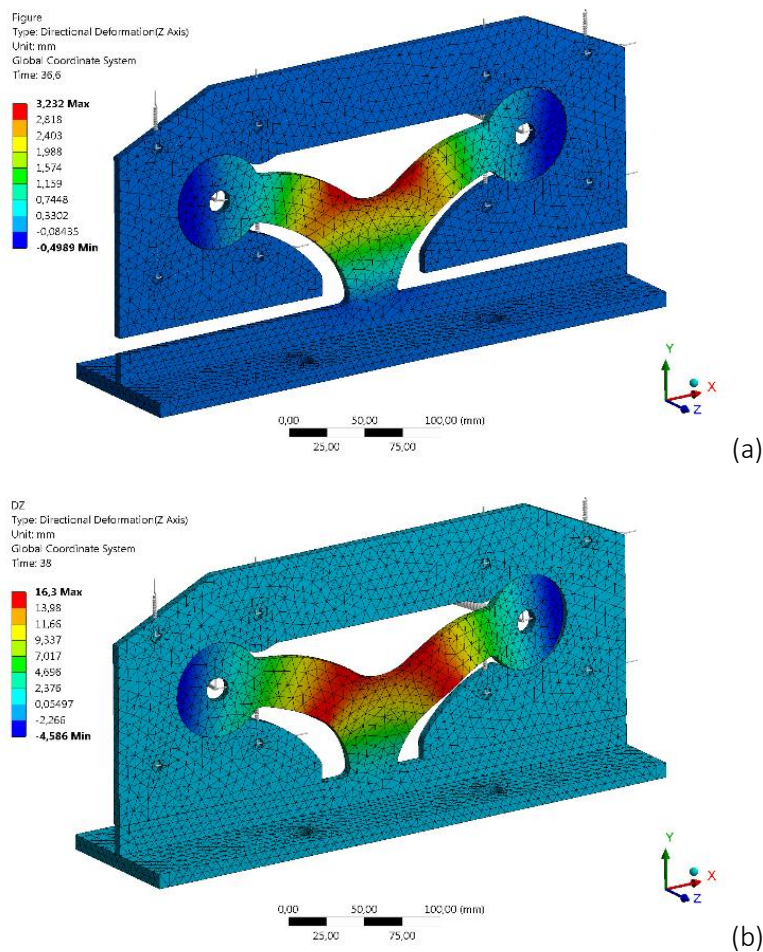 Figure
Type: Directional Deformation(Z Axis)
Unit: mm
Global Coordinate System
Time: 36,6
3,232 Max
2,818
2,403
1,988
1,574
1,159
0,7448
0,3302
-0,08435
-0,4989 Min
0,00
50,00
100,00 (mm)
25,00
75,00
Y
X
Z
(a)
DZ
Type: Directional Deformation(Z Axis)
Unit: mm
Global Coordinate System
Time: 38
16,3 Max
13,98
11,66
9,337
7,017
4,696
2,376
0,05497
-2,266
-4,586 Min
0,00
50,00
100,00 (mm)
25,00
75,00
Y
X
Z
(b)